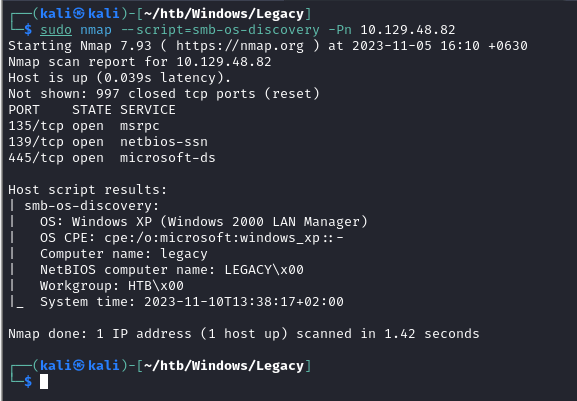 ┌──(kali㉿kali)-[~/htb/Windows/Legacy]
└─$ sudo nmap --script=smb-os-discovery -Pn 10.129.48.82
Starting Nmap 7.93 ( https://nmap.org ) at 2023-11-05 16:10 +0630
Nmap scan report for 10.129.48.82
Host is up (0.039s latency).
Not shown: 997 closed tcp ports (reset)
PORT    STATE SERVICE
135/tcp open  msrpc
139/tcp open  netbios-ssn
445/tcp open  microsoft-ds

Host script results:
| smb-os-discovery:
|   OS: Windows XP (Windows 2000 LAN Manager)
|   OS CPE: cpe:/o:microsoft:windows_xp::-
|   Computer name: legacy
|   NetBIOS computer name: LEGACY\x00
|   Workgroup: HTB\x00
|_  System time: 2023-11-10T13:38:17+02:00

Nmap done: 1 IP address (1 host up) scanned in 1.42 seconds

┌──(kali㉿kali)-[~/htb/Windows/Legacy]
└─$